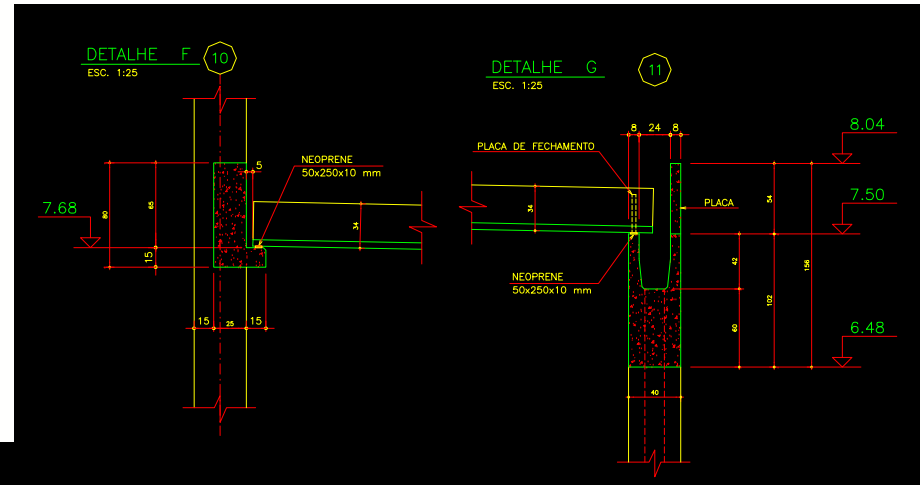 DETALHE F 10
ESC. 1:25
5
NEOPRENE
50x250x10 mm
7.68
80
65
15
34
15 25 15
DETALHE G 11
ESC. 1:25
8 24 8
8.04
PLACA DE FECHAMENTO
7.50
PLACA
34
54
NEOPRENE
50x250x10 mm
42
156
102
60
6.48
40